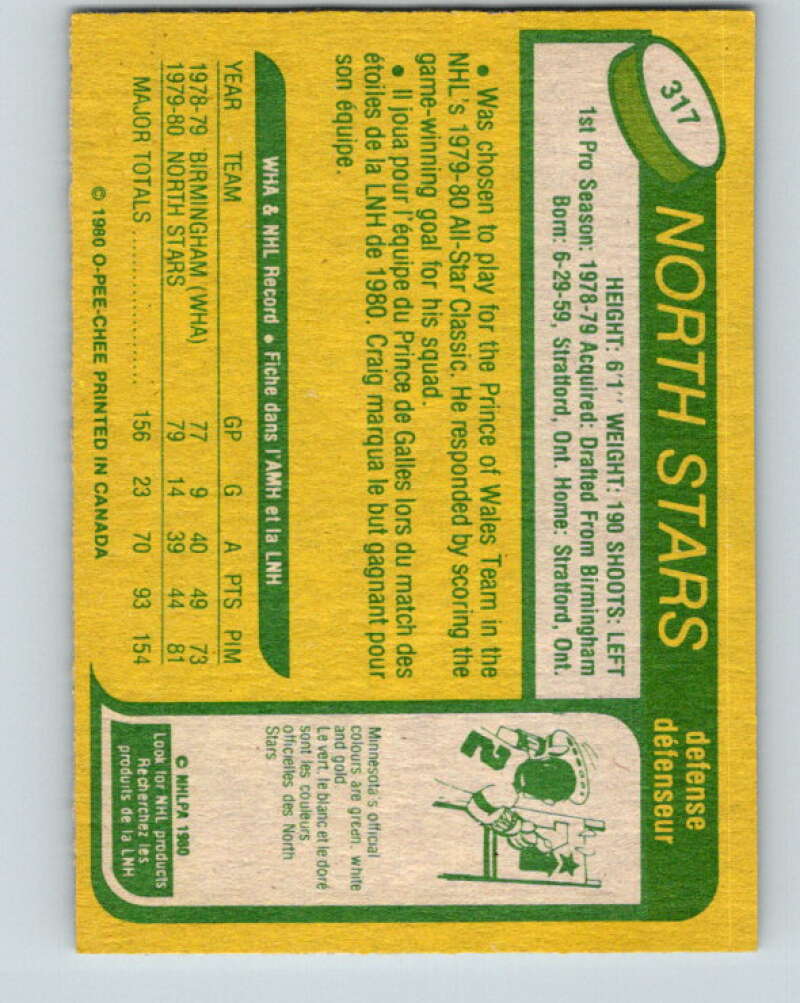 317
NORTH STARS
defense
défenseur
HEIGHT: 6'1" WEIGHT: 190 SHOOTS: LEFT
1st Pro Season: 1978-79 Acquired: Drafted From Birmingham
Born: 6-29-59, Stratford, Ont. Home: Stratford, Ont.
• Was chosen to play for the Prince of Wales Team in the
NHL's 1979-80 All-Star Classic. He responded by scoring the
game-winning goal for his squad.
• Il joua pour l'équipe du Prince de Galles lors du match des
étoiles de la LNH de 1980. Craig marqua le but gagnant pour
son équipe.
WHA & NHL Record • Fiche dans l'AMH et la LNH
YEAR TEAM GP G A PTS PIM
1978-79 BIRMINGHAM (WHA) 77 9 40 49 73
1979-80 NORTH STARS 79 14 39 44 81
MAJOR TOTALS .................... 156 23 70 93 154
© 1980 O-PEE-CHEE PRINTED IN CANADA
2
Minnesota's official
colours are green, white
and gold
Le vert, le blanc et le doré
sont les couleurs
officielles des North
Stars
© NHLPA 1980
Look for NHL products
Recherchez les
produits de la LNH